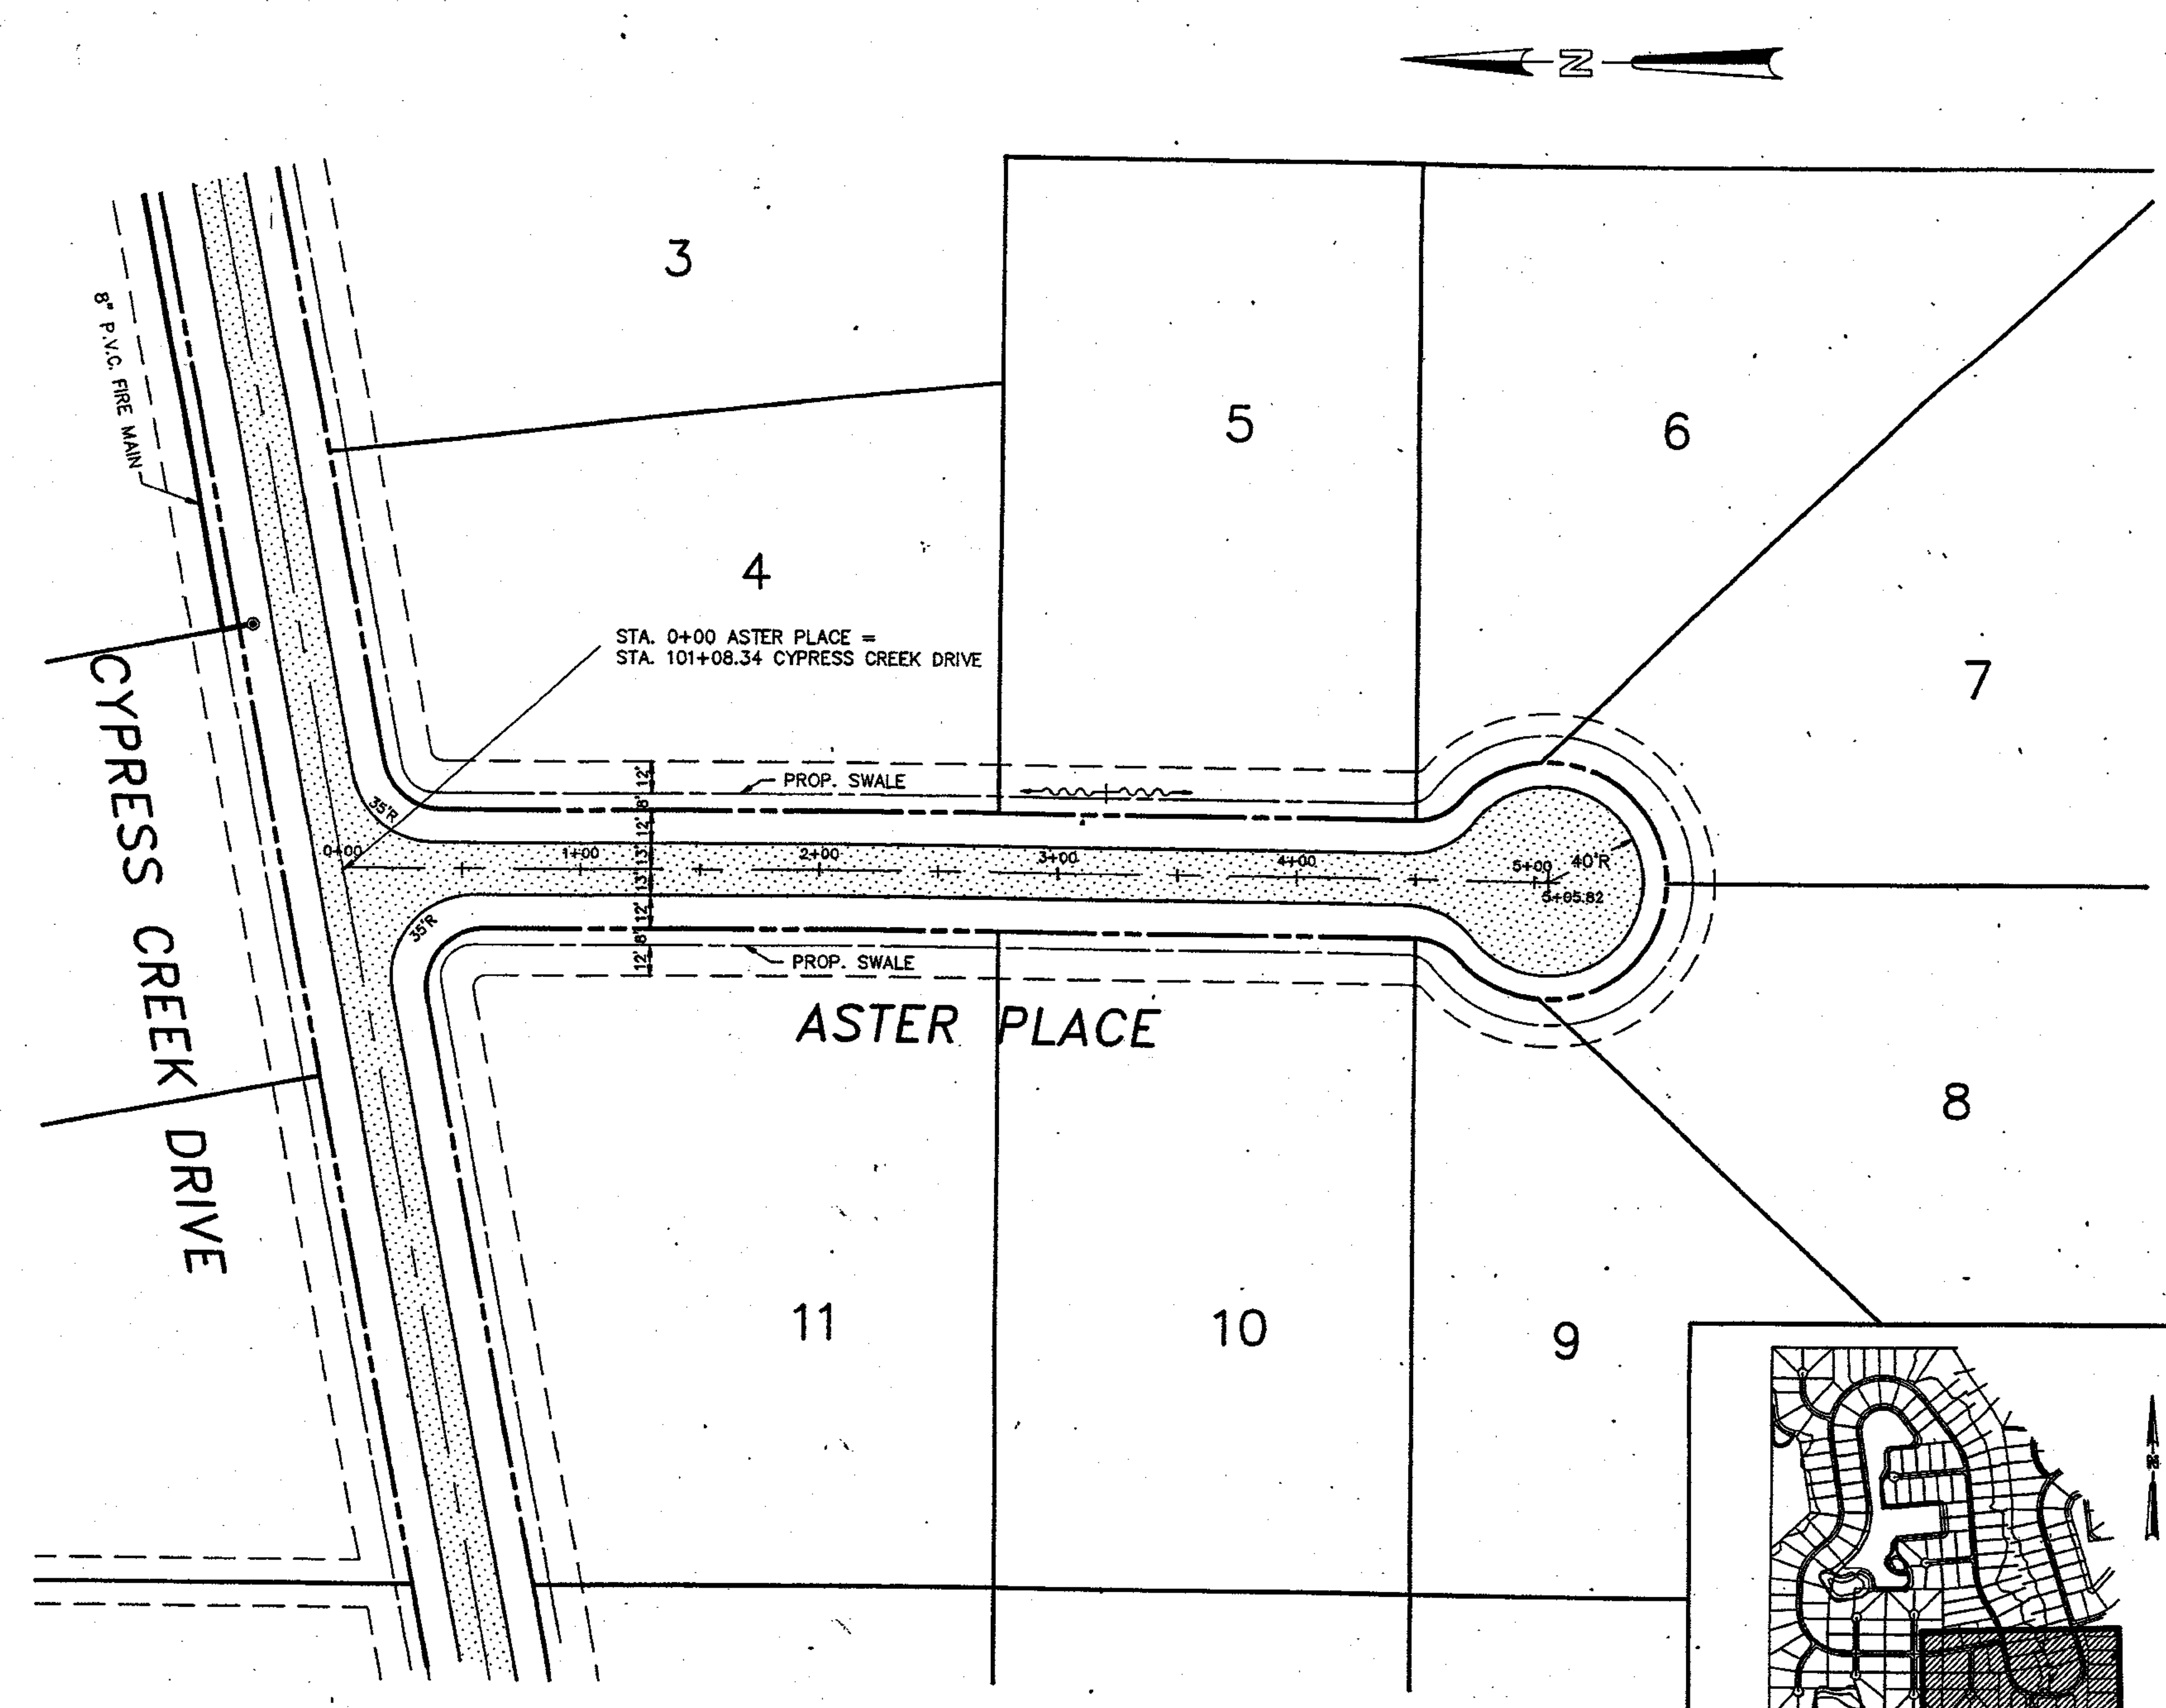 N
3
8" P.V.C. FIRE MAIN
5
6
4
STA. 0+00 ASTER PLACE =
STA. 101+08.34 CYPRESS CREEK DRIVE
7
CYPRESS CREEK DRIVE
12'
8'
12'
13'
13'
12'
8'
12'
PROP. SWALE
35'R
0+00
1+00
2+00
3+00
4+00
5+00
40'R
5+05.82
35'R
PROP. SWALE
ASTER PLACE
8
11
10
9
N